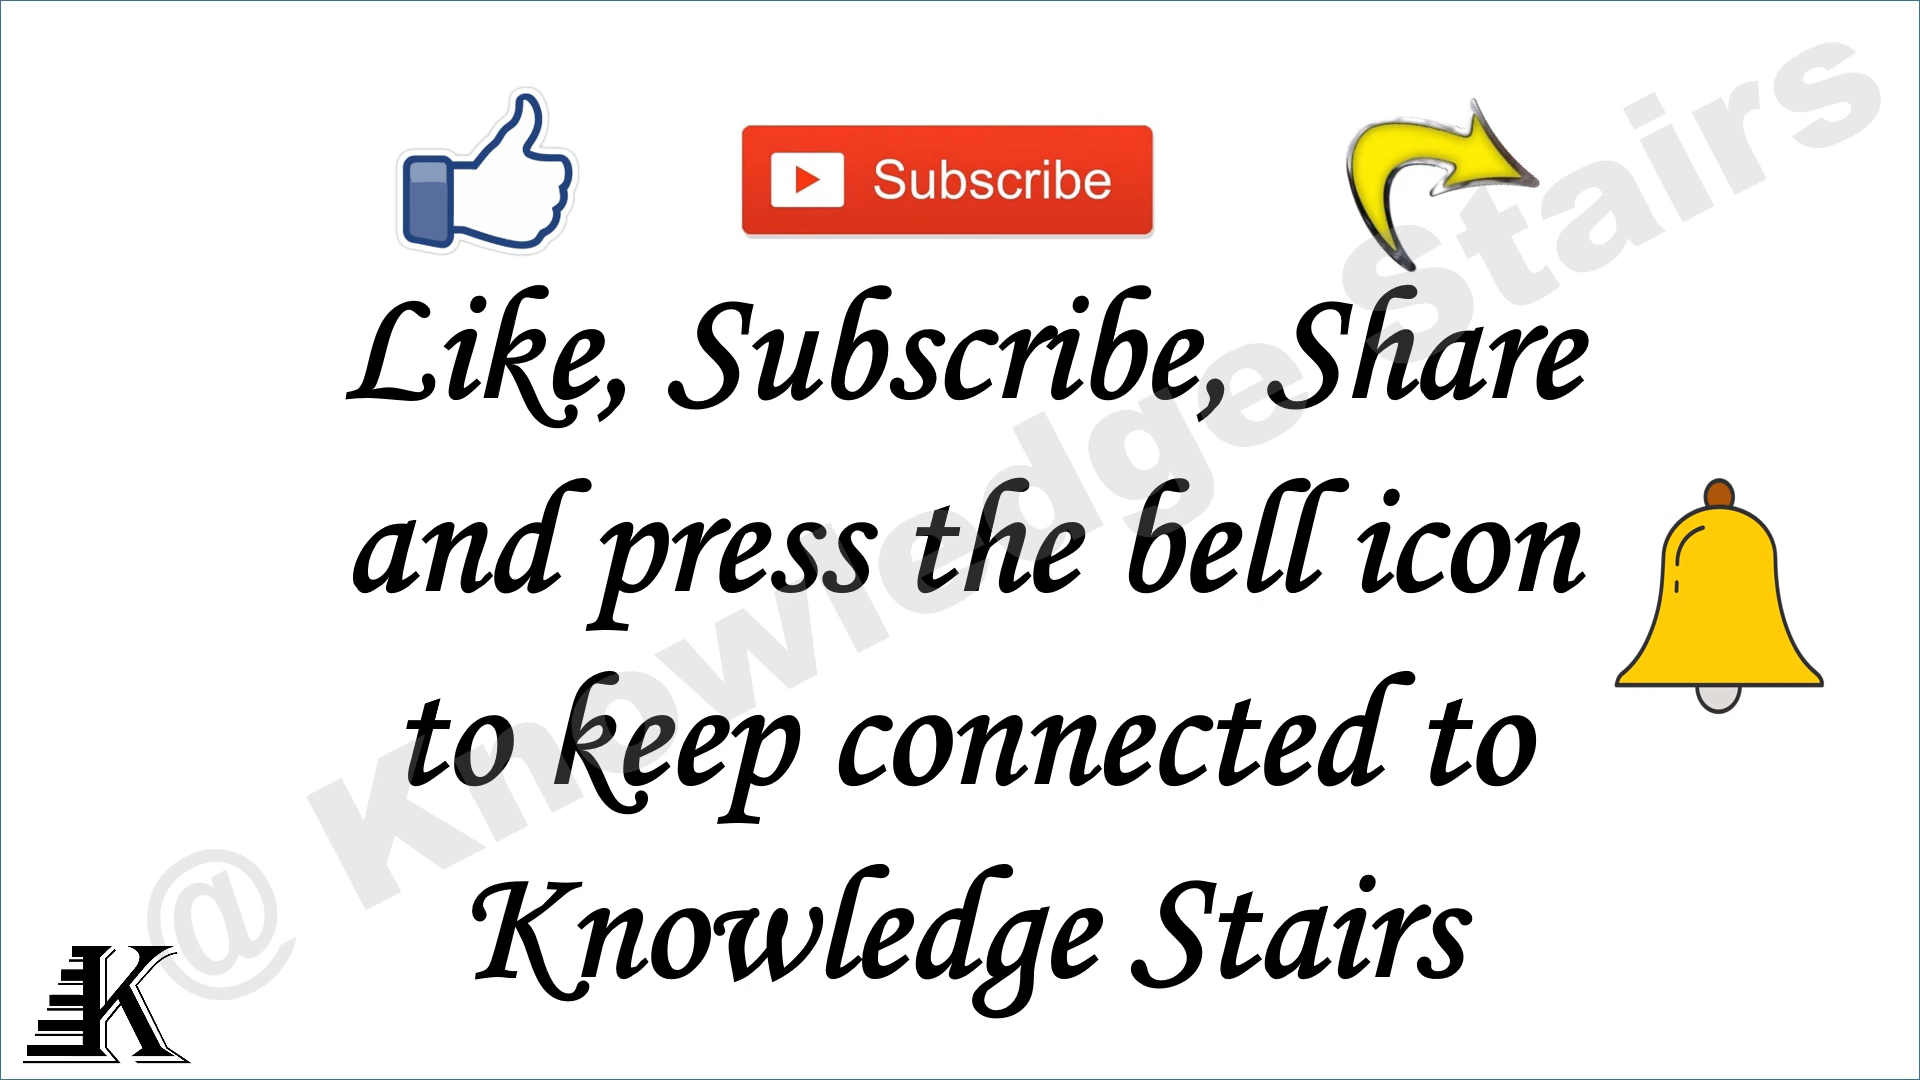 Subscribe
Like, Subscribe, Share
and press the bell icon
to keep connected to
Knowledge Stairs
@ Knowledge Stairs
K